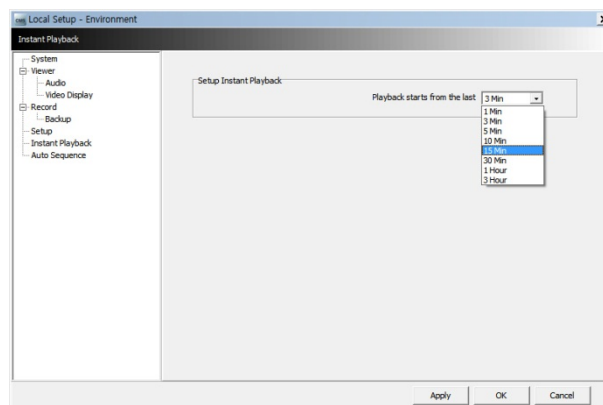 Local Setup - Environment
Instant Playback
System
Viewer
Audio
Video Display
Record
Backup
Setup
Instant Playback
Auto Sequence
Setup Instant Playback
Playback starts from the last 3 Min
1 Min
3 Min
5 Min
10 Min
15 Min
30 Min
1 Hour
3 Hour
Apply OK Cancel